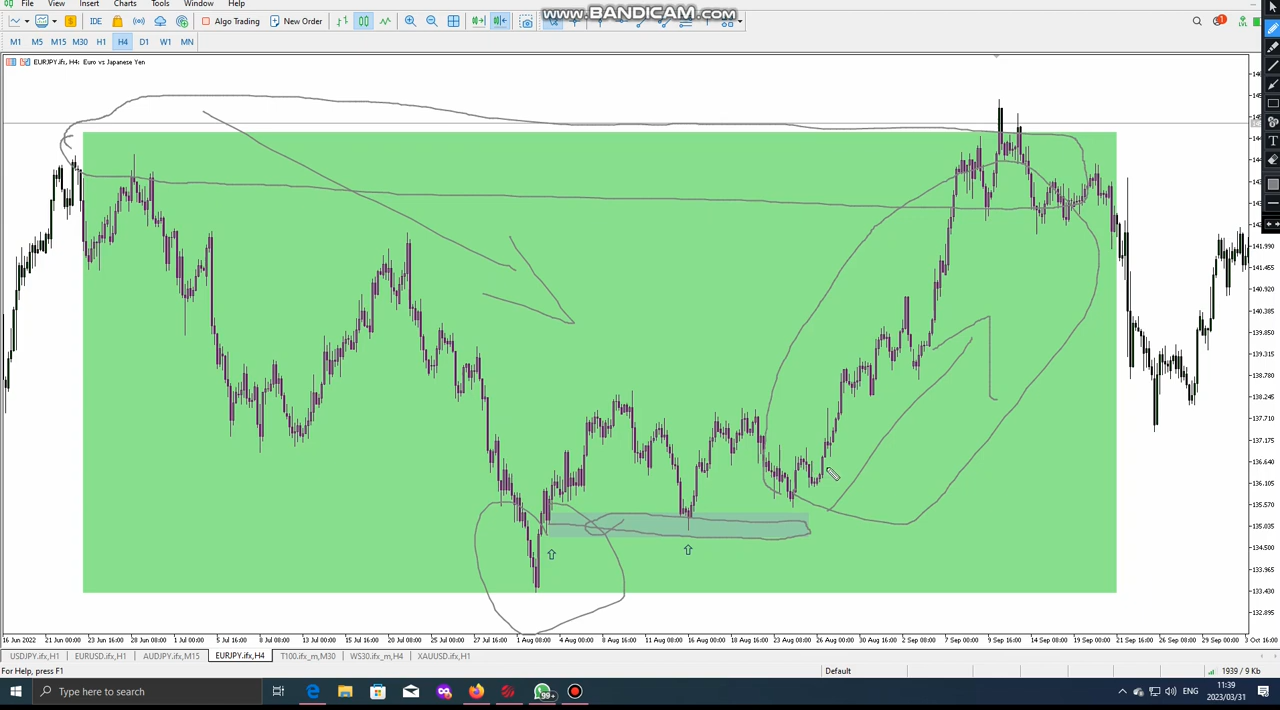 File View Insert Charts Tools Window Help
www.BANDICAM.com
IDE $ Algo Trading New Order
M1 M5 M15 M30 H1 H4 D1 W1 MN
EURJPY.ifx, H4: Euro vs Japanese Yen
141.990
141.465
140.920
140.385
139.850
139.315
138.780
138.245
137.710
137.175
136.640
136.105
135.570
135.035
134.500
133.965
133.430
132.895
16 Jun 2022 21 Jun 00:00 23 Jun 16:00 28 Jun 08:00 1 Jul 00:00 5 Jul 16:00 8 Jul 08:00 13 Jul 00:00 15 Jul 16:00 20 Jul 08:00 25 Jul 00:00 27 Jul 16:00 1 Aug 08:00 4 Aug 00:00 8 Aug 16:00 11 Aug 08:00 16 Aug 00:00 18 Aug 16:00 23 Aug 08:00 26 Aug 00:00 30 Aug 16:00 2 Sep 08:00 7 Sep 00:00 9 Sep 16:00 14 Sep 08:00 19 Sep 00:00 21 Sep 16:00 26 Sep 08:00 29 Sep 00:00 3 Oct 16:00
USDJPY.ifx,H1 EURUSD.ifx,H1 AUDJPY.ifx,M15 EURJPY.ifx,H4 T100.ifx_m,M30 WS30.ifx_m,H4 XAUUSD.ifx,H1
For Help, press F1 Default 1939 / 9 Kb
Type here to search 99+ ENG 11:39
2023/03/31